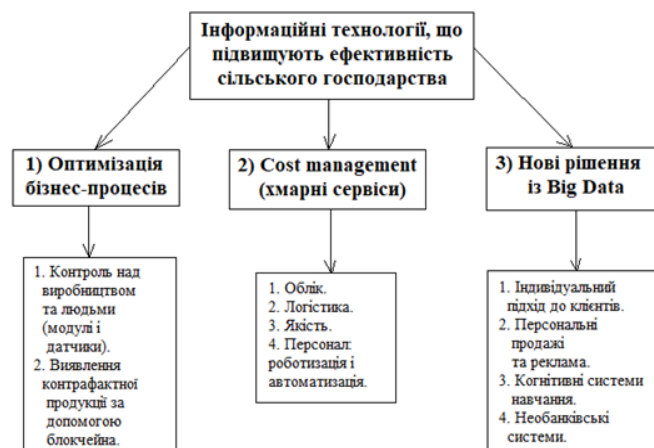 Інформаційні технології, що
підвищують ефективність
сільського господарства
1) Оптимізація
бізнес-процесів
2) Cost management
(хмарні сервіси)
3) Нові рішення
із Big Data
1. Контроль над
виробництвом
та людьми
(модулі і
датчики).
2. Виявлення
контрафактної
продукції за
допомогою
блокчейна.
1. Облік.
2. Логістика.
3. Якість.
4. Персонал:
роботизація і
автоматизація.
1. Індивідуальний
підхід до клієнтів.
2. Персональні
продажі
та реклама.
3. Когнітивні системи
навчання.
4. Необанківські
системи.